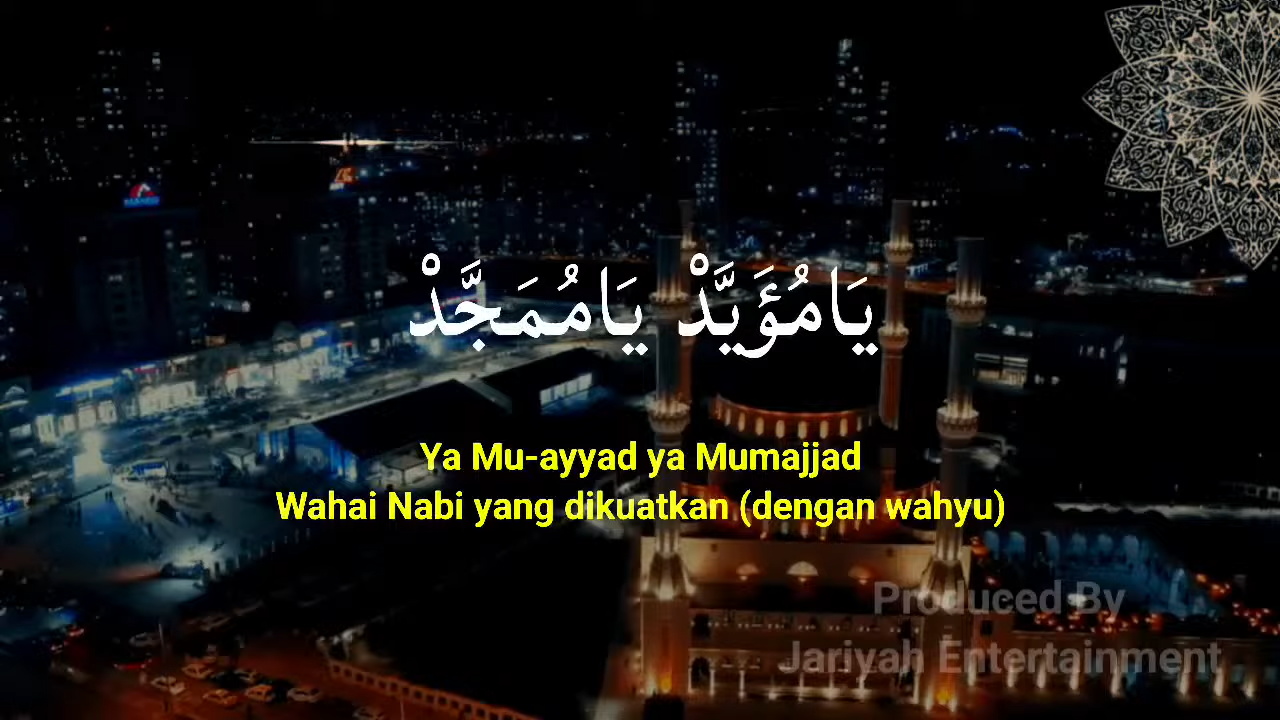 يَامُؤَيَّدْ يَامُمَجَّدْ
Ya Mu-ayyad ya Mumajjad
Wahai Nabi yang dikuatkan (dengan wahyu)
Produced By
Jariyah Entertainment